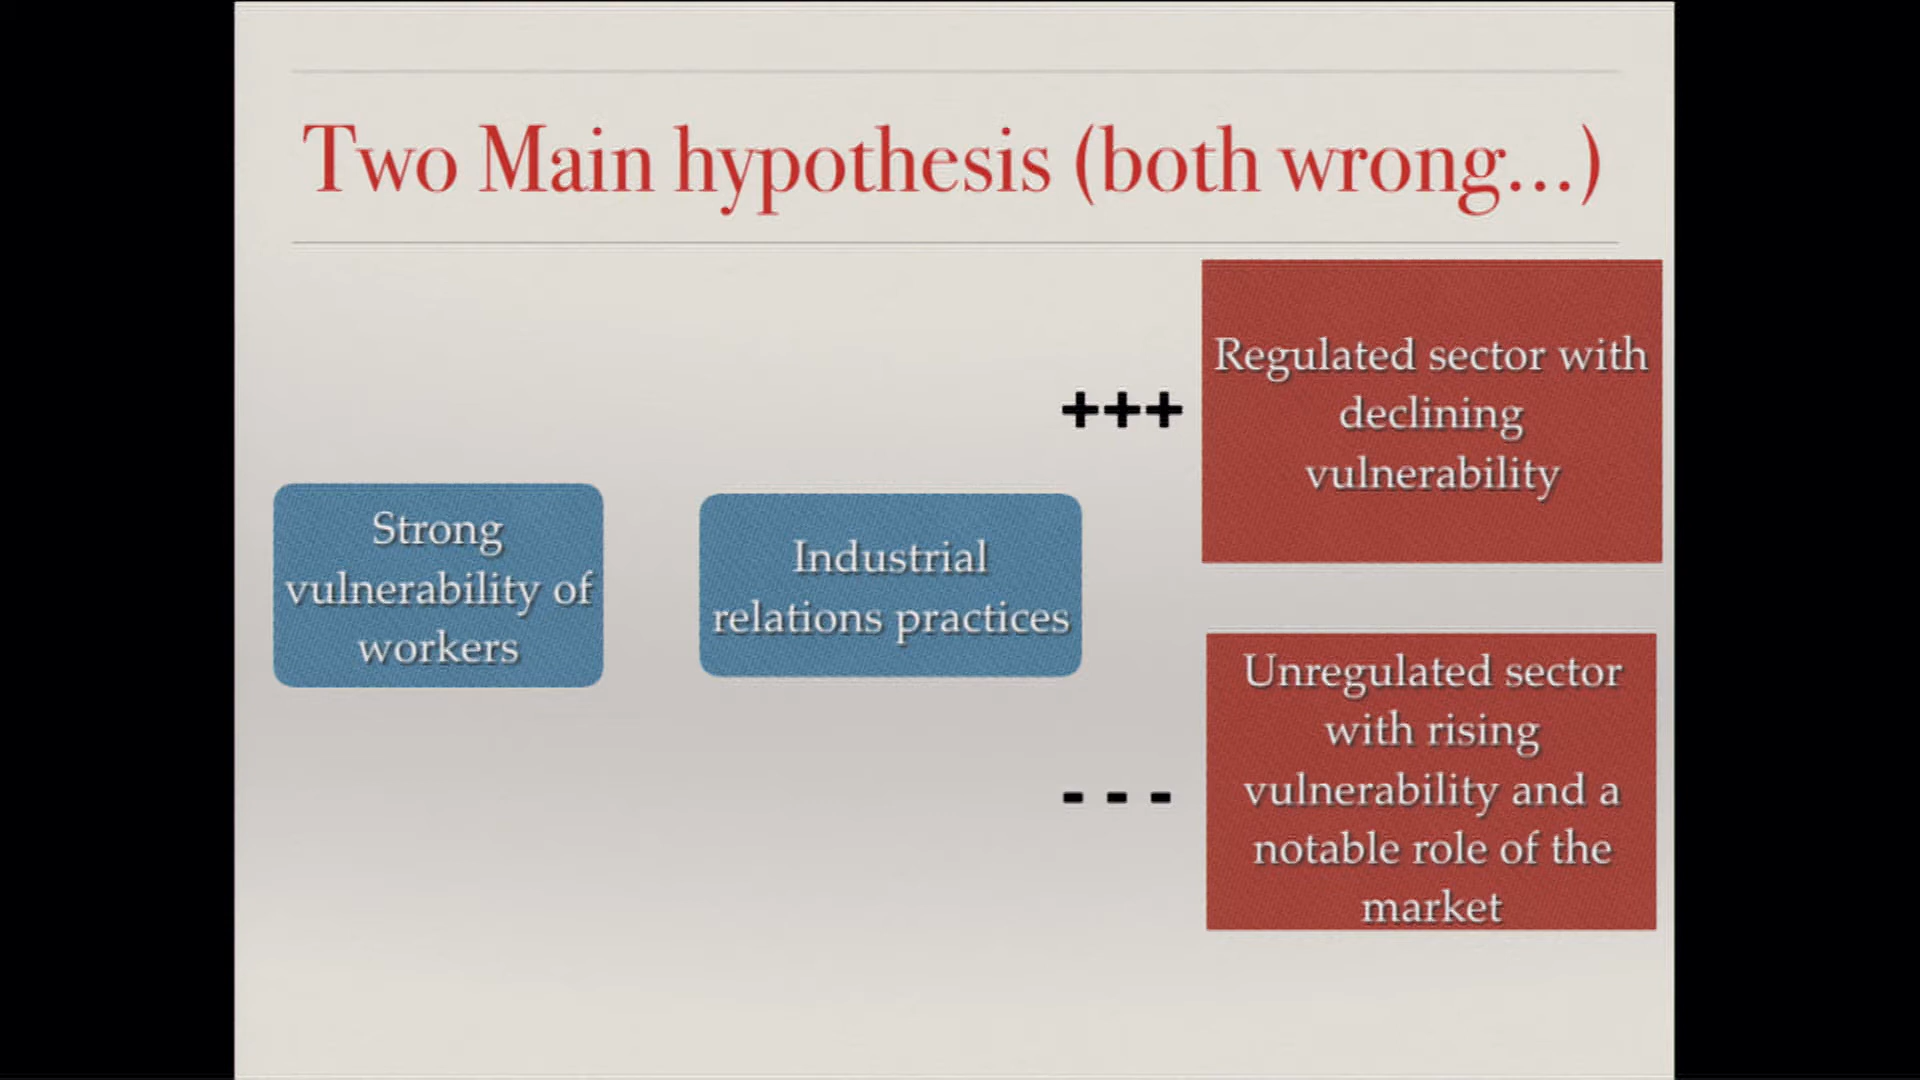 Two Main hypothesis (both wrong...)
+++
Regulated sector with
declining
vulnerability
Strong
vulnerability of
workers
Industrial
relations practices
- - -
Unregulated sector
with rising
vulnerability and a
notable role of the
market